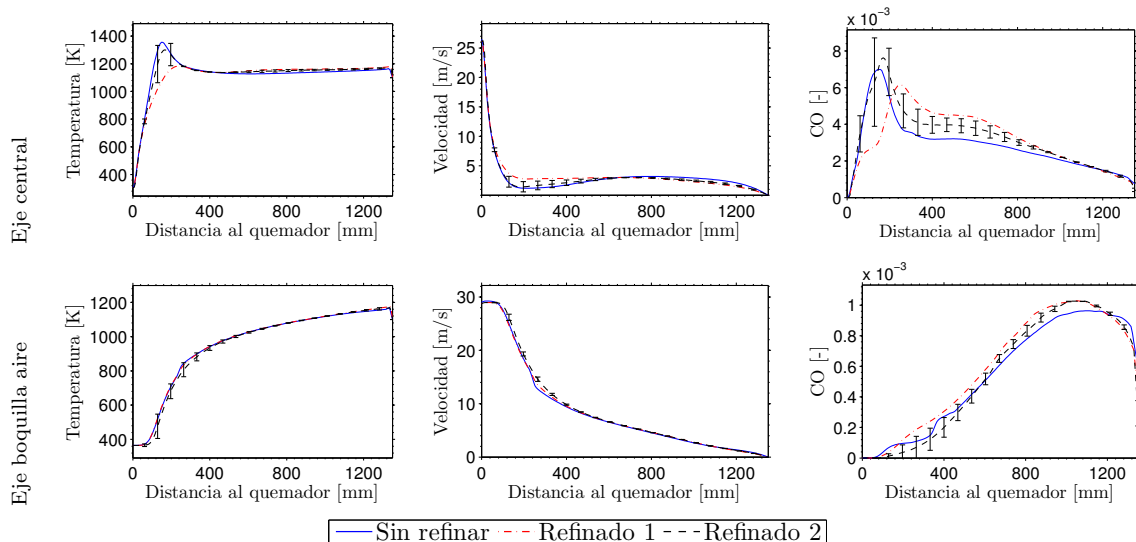 Eje central
Temperatura [K]
1400
1200
1000
800
600
400
0 400 800 1200
Distancia al quemador [mm]
Velocidad [m/s]
25
20
15
10
5
0 400 800 1200
Distancia al quemador [mm]
x 10⁻³
CO [-]
8
6
4
2
0
0 400 800 1200
Distancia al quemador [mm]
Eje boquilla aire
Temperatura [K]
1200
1000
800
600
400
0 400 800 1200
Distancia al quemador [mm]
Velocidad [m/s]
30
20
10
0
0 400 800 1200
Distancia al quemador [mm]
x 10⁻³
CO [-]
1
0.8
0.6
0.4
0.2
0
0 400 800 1200
Distancia al quemador [mm]
Sin refinar Refinado 1 Refinado 2